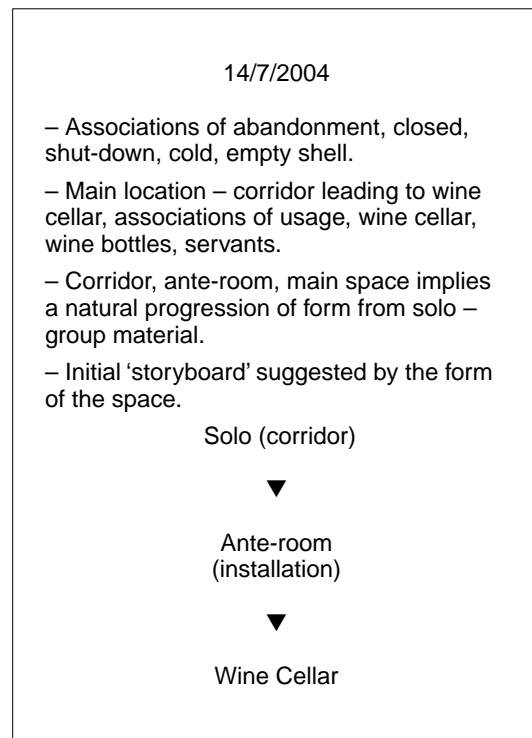 14/7/2004
– Associations of abandonment, closed,
shut-down, cold, empty shell.
– Main location – corridor leading to wine
cellar, associations of usage, wine cellar,
wine bottles, servants.
– Corridor, ante-room, main space implies
a natural progression of form from solo –
group material.
– Initial ‘storyboard’ suggested by the form
of the space.
Solo (corridor)
▼
Ante-room
(installation)
▼
Wine Cellar